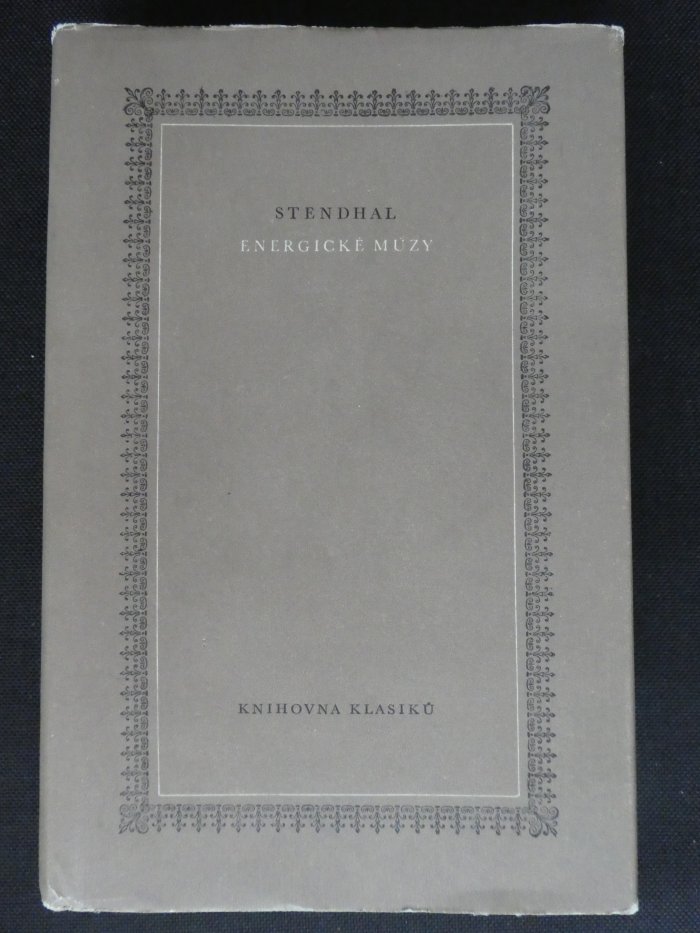 STENDHAL
ENERGICKÉ MÚZY
KNIHOVNA KLASIKŮ